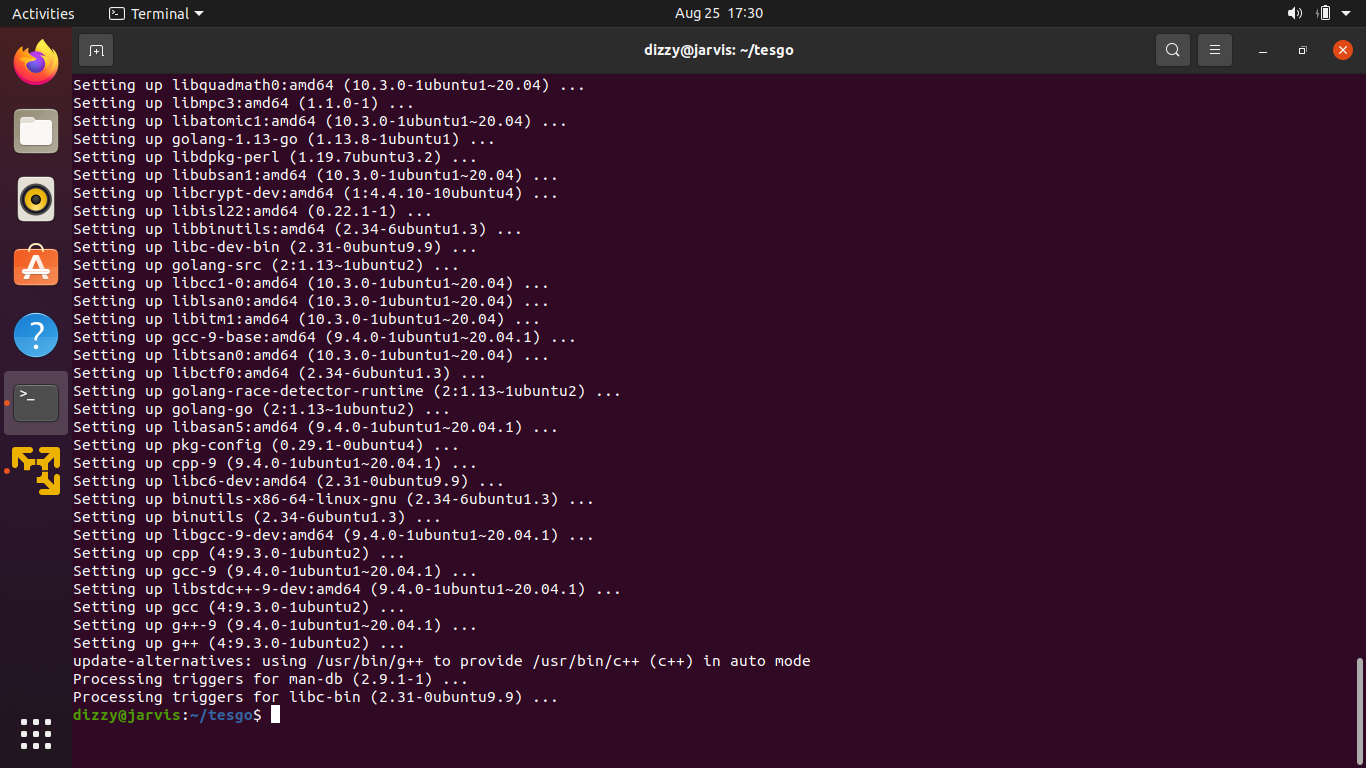 Activities
Terminal
Aug 25 17:30
dizzy@jarvis: ~/tesgo
Setting up libquadmath0:amd64 (10.3.0-1ubuntu1~20.04) ...
Setting up libmpc3:amd64 (1.1.0-1) ...
Setting up libatomic1:amd64 (10.3.0-1ubuntu1~20.04) ...
Setting up golang-1.13-go (1.13.8-1ubuntu1) ...
Setting up libdpkg-perl (1.19.7ubuntu3.2) ...
Setting up libubsan1:amd64 (10.3.0-1ubuntu1~20.04) ...
Setting up libcrypt-dev:amd64 (1:4.4.10-10ubuntu4) ...
Setting up libisl22:amd64 (0.22.1-1) ...
Setting up libbinutils:amd64 (2.34-6ubuntu1.3) ...
Setting up libc-dev-bin (2.31-0ubuntu9.9) ...
Setting up golang-src (2:1.13~1ubuntu2) ...
Setting up libcc1-0:amd64 (10.3.0-1ubuntu1~20.04) ...
Setting up liblsan0:amd64 (10.3.0-1ubuntu1~20.04) ...
Setting up libitm1:amd64 (10.3.0-1ubuntu1~20.04) ...
Setting up gcc-9-base:amd64 (9.4.0-1ubuntu1~20.04.1) ...
Setting up libtsan0:amd64 (10.3.0-1ubuntu1~20.04) ...
Setting up libctf0:amd64 (2.34-6ubuntu1.3) ...
Setting up golang-race-detector-runtime (2:1.13~1ubuntu2) ...
Setting up golang-go (2:1.13~1ubuntu2) ...
Setting up libasan5:amd64 (9.4.0-1ubuntu1~20.04.1) ...
Setting up pkg-config (0.29.1-0ubuntu4) ...
Setting up cpp-9 (9.4.0-1ubuntu1~20.04.1) ...
Setting up libc6-dev:amd64 (2.31-0ubuntu9.9) ...
Setting up binutils-x86-64-linux-gnu (2.34-6ubuntu1.3) ...
Setting up binutils (2.34-6ubuntu1.3) ...
Setting up libgcc-9-dev:amd64 (9.4.0-1ubuntu1~20.04.1) ...
Setting up cpp (4:9.3.0-1ubuntu2) ...
Setting up gcc-9 (9.4.0-1ubuntu1~20.04.1) ...
Setting up libstdc++-9-dev:amd64 (9.4.0-1ubuntu1~20.04.1) ...
Setting up gcc (4:9.3.0-1ubuntu2) ...
Setting up g++-9 (9.4.0-1ubuntu1~20.04.1) ...
Setting up g++ (4:9.3.0-1ubuntu2) ...
update-alternatives: using /usr/bin/g++ to provide /usr/bin/c++ (c++) in auto mode
Processing triggers for man-db (2.9.1-1) ...
Processing triggers for libc-bin (2.31-0ubuntu9.9) ...
dizzy@jarvis:~/tesgo$